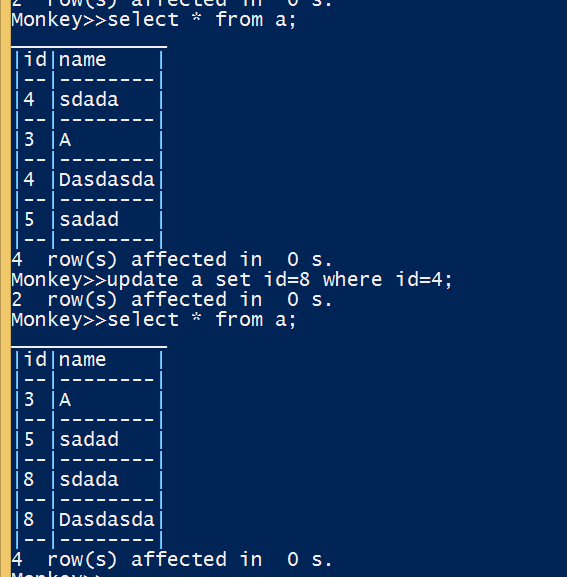 2  row(s) affected in  0 s.
Monkey>>select * from a;
_____________
|id|name    |
|--|--------|
|4 |sdada   |
|--|--------|
|3 |A       |
|--|--------|
|4 |Dasdasda|
|--|--------|
|5 |sadad   |
|--|--------|
4  row(s) affected in  0 s.
Monkey>>update a set id=8 where id=4;
2  row(s) affected in  0 s.
Monkey>>select * from a;
_____________
|id|name    |
|--|--------|
|3 |A       |
|--|--------|
|5 |sadad   |
|--|--------|
|8 |sdada   |
|--|--------|
|8 |Dasdasda|
|--|--------|
4  row(s) affected in  0 s.
Monkey>>